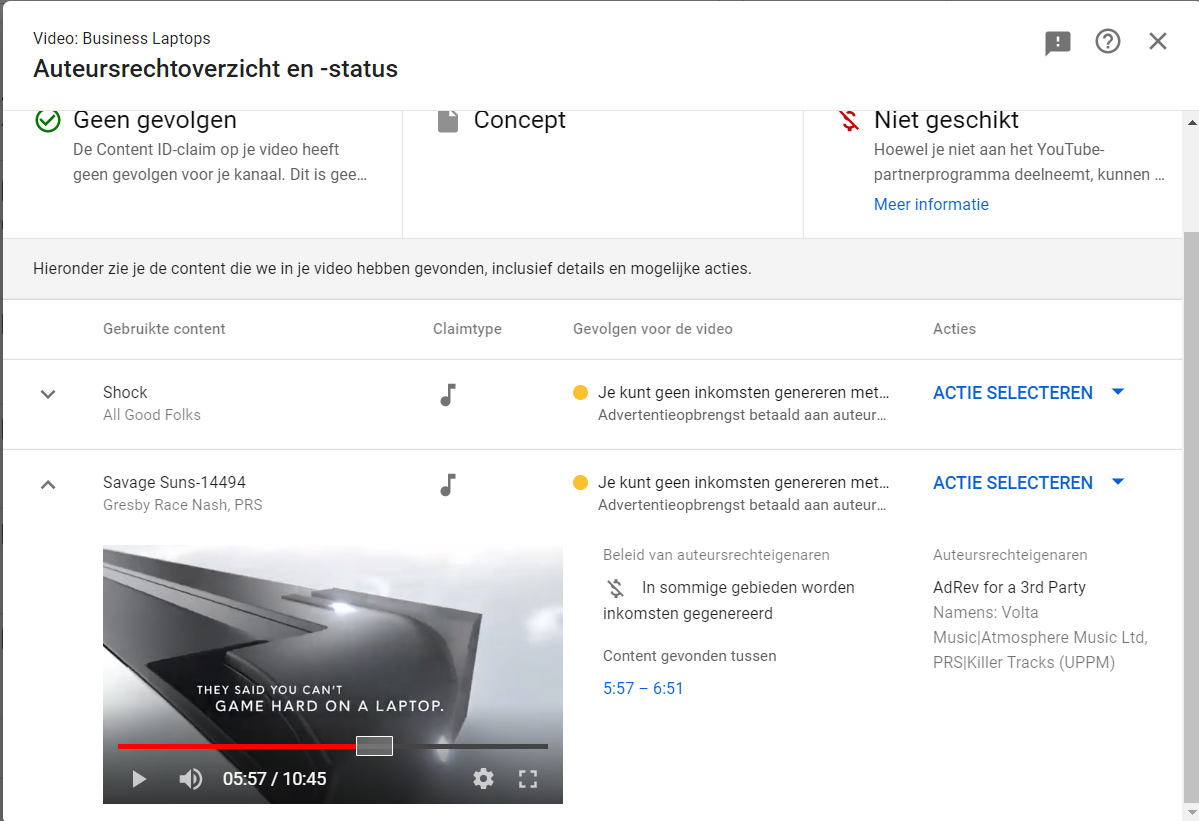 Video: Business Laptops
Auteursrechtoverzicht en -status
Geen gevolgen
De Content ID-claim op je video heeft
geen gevolgen voor je kanaal. Dit is gee…
Concept
Niet geschikt
Hoewel je niet aan het YouTube-
partnerprogramma deelneemt, kunnen …
Meer informatie
Hieronder zie je de content die we in je video hebben gevonden, inclusief details en mogelijke acties.
Gebruikte content
Claimtype
Gevolgen voor de video
Acties
Shock
All Good Folks
Je kunt geen inkomsten genereren met…
Advertentieopbrengst betaald aan auteur…
ACTIE SELECTEREN
Savage Suns-14494
Gresby Race Nash, PRS
Je kunt geen inkomsten genereren met…
Advertentieopbrengst betaald aan auteur…
ACTIE SELECTEREN
THEY SAID YOU CAN'T
GAME HARD ON A LAPTOP.
05:57 / 10:45
Beleid van auteursrechteigenaren
In sommige gebieden worden
inkomsten gegenereerd
Content gevonden tussen
5:57 – 6:51
Auteursrechteigenaren
AdRev for a 3rd Party
Namens: Volta
Music|Atmosphere Music Ltd,
PRS|Killer Tracks (UPPM)